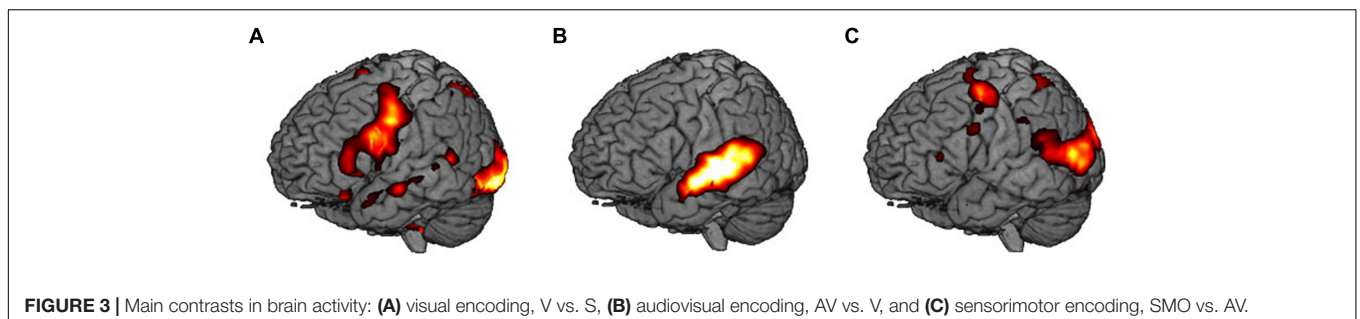 A B C
FIGURE 3 | Main contrasts in brain activity: (A) visual encoding, V vs. S, (B) audiovisual encoding, AV vs. V, and (C) sensorimotor encoding, SMO vs. AV.